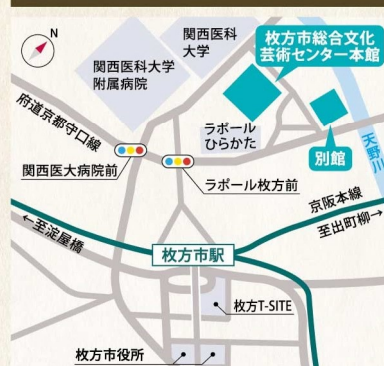 N
関西医科
大学
枚方市総合文化
芸術センター本館
関西医科大学
附属病院
府道京都守口線
ラポール
ひらかた
別館
天野川
関西医大病院前
ラポール枚方前
京阪本線
至出町柳→
←至淀屋橋
枚方市駅
枚方T-SITE
枚方市役所